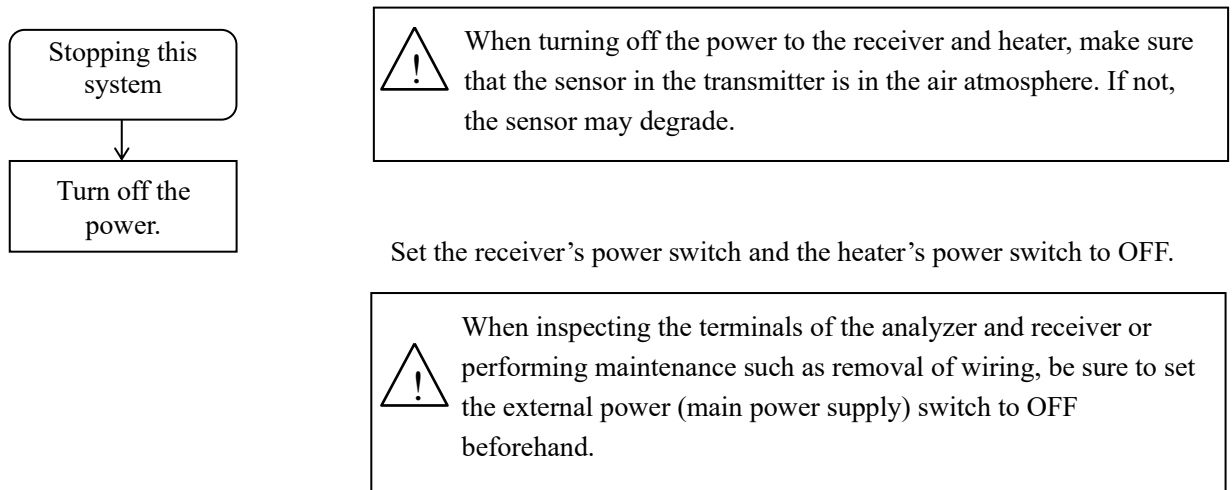 Stopping this
system
Turn off the
power.
When turning off the power to the receiver and heater, make sure
that the sensor in the transmitter is in the air atmosphere. If not,
the sensor may degrade.
Set the receiver’s power switch and the heater’s power switch to OFF.
When inspecting the terminals of the analyzer and receiver or
performing maintenance such as removal of wiring, be sure to set
the external power (main power supply) switch to OFF
beforehand.